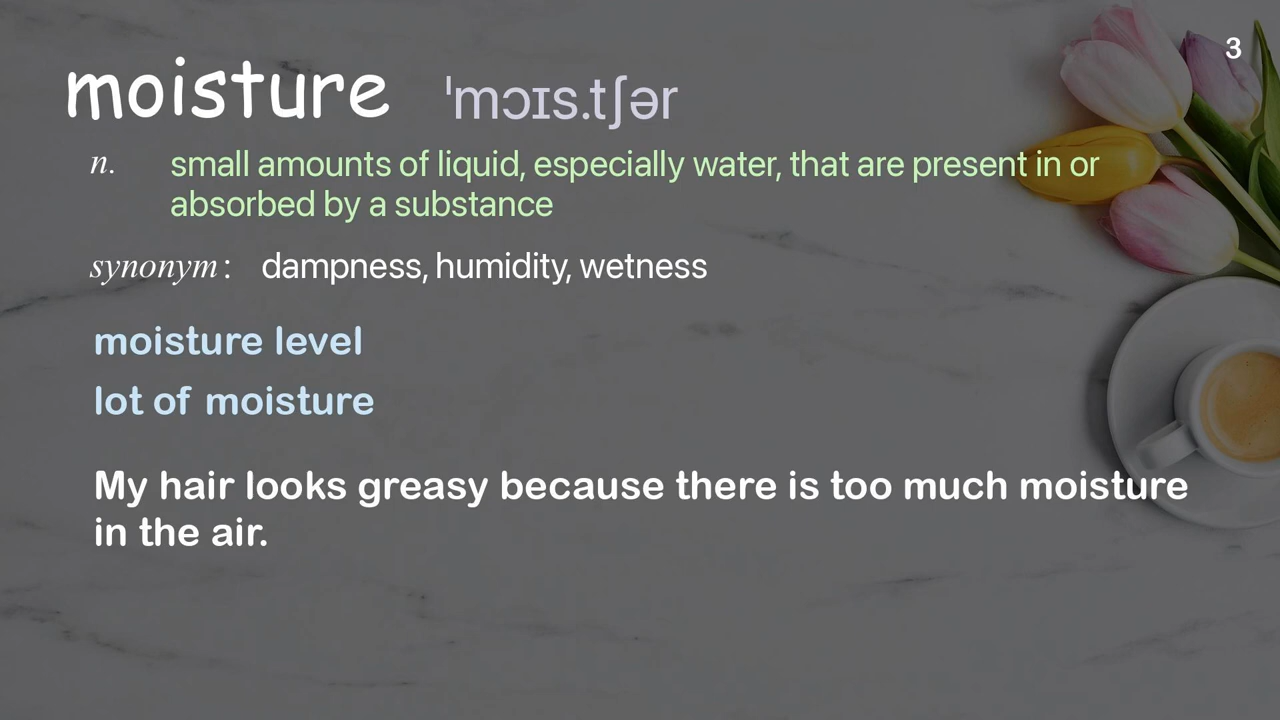 3
moisture ˈmɔɪs.tʃər
n. small amounts of liquid, especially water, that are present in or
absorbed by a substance
synonym : dampness, humidity, wetness
moisture level
lot of moisture
My hair looks greasy because there is too much moisture
in the air.